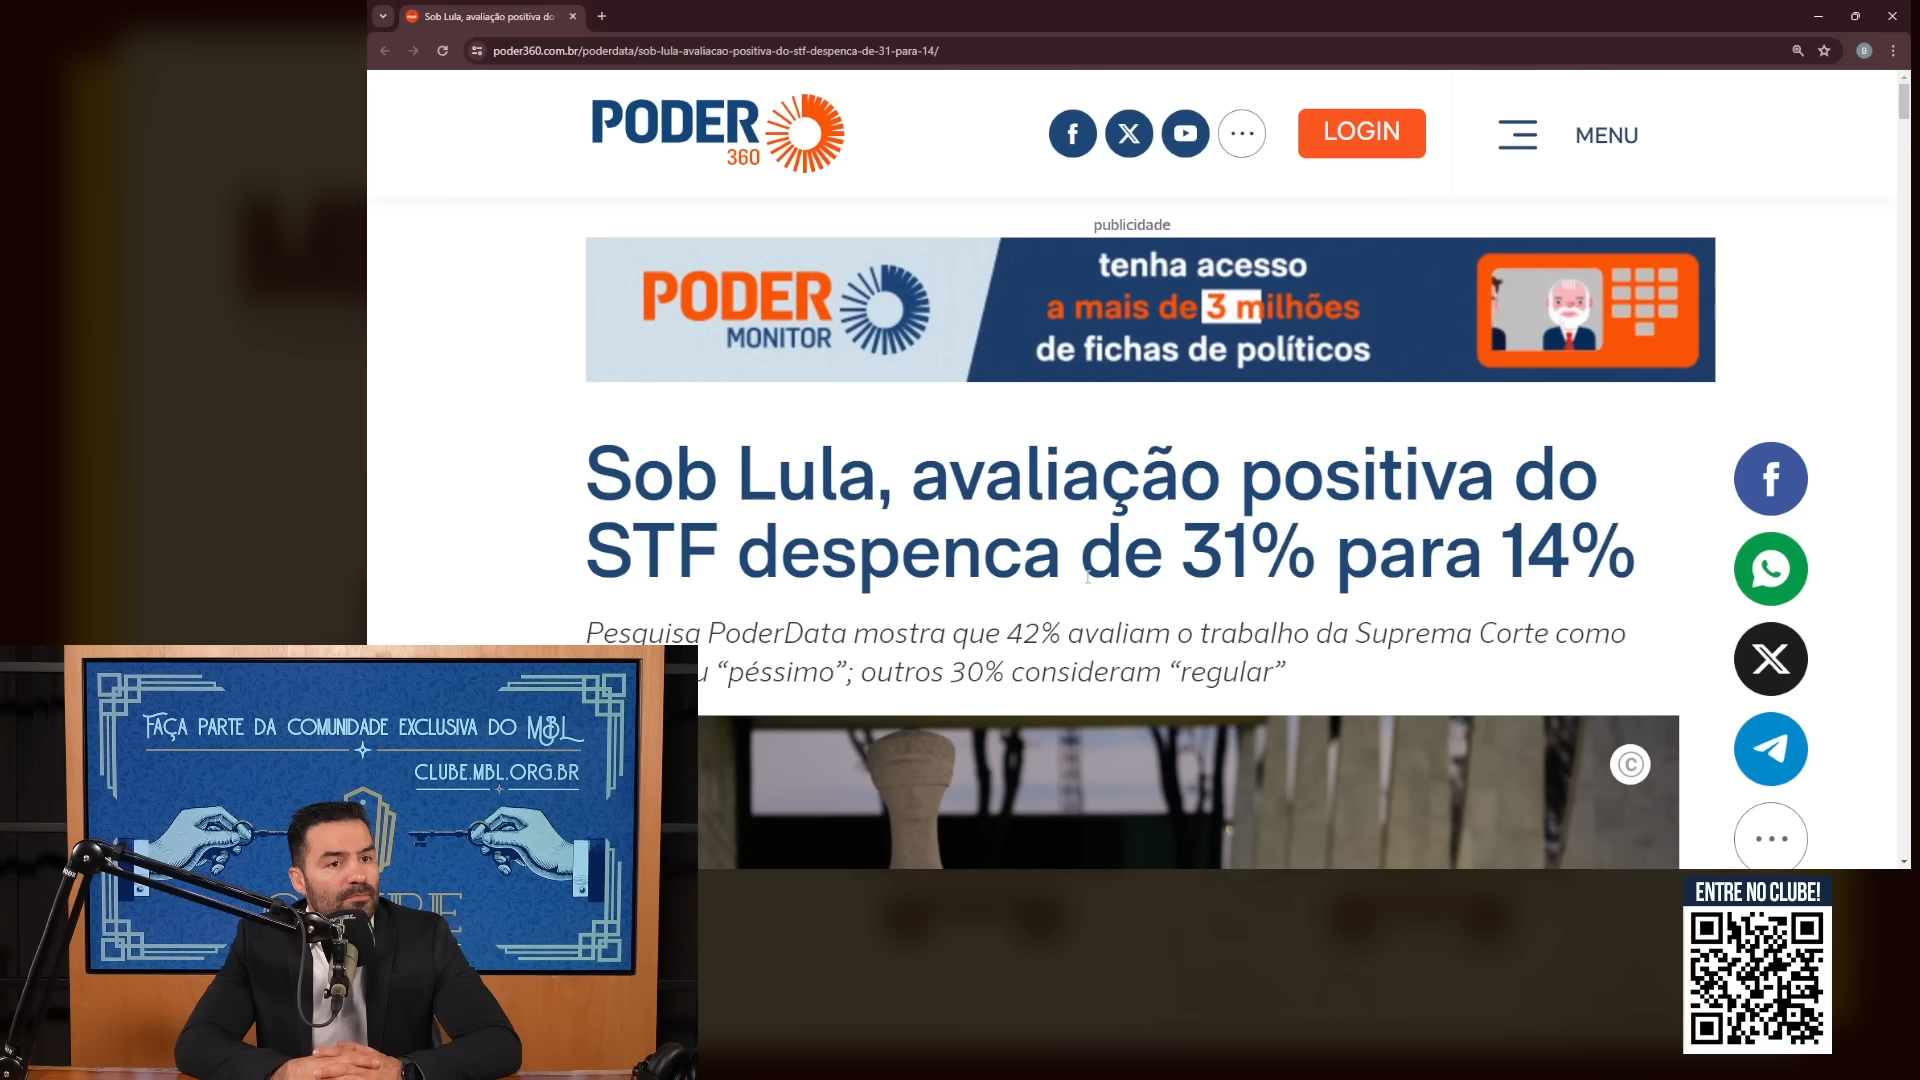 Sob Lula, avaliação positiva do
poder360.com.br/poderdata/sob-lula-avaliacao-positiva-do-stf-despenca-de-31-para-14/
B
PODER
360
LOGIN
MENU
publicidade
PODER
MONITOR
tenha acesso
a mais de 3 milhões
de fichas de políticos
Sob Lula, avaliação positiva do
STF despenca de 31% para 14%
Pesquisa PoderData mostra que 42% avaliam o trabalho da Suprema Corte como
“péssimo”; outros 30% consideram “regular”
©
FAÇA PARTE DA COMUNIDADE EXCLUSIVA DO MBL
CLUBE.MBL.ORG.BR
ENTRE NO CLUBE!